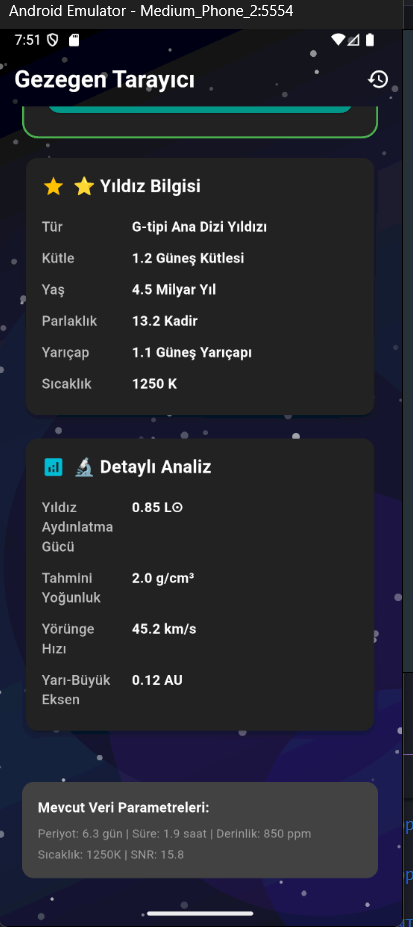 Android Emulator - Medium_Phone_2:5554
7:51
Gezegen Tarayıcı
Yıldız Bilgisi
Tür G-tipi Ana Dizi Yıldızı
Kütle 1.2 Güneş Kütlesi
Yaş 4.5 Milyar Yıl
Parlaklık 13.2 Kadir
Yarıçap 1.1 Güneş Yarıçapı
Sıcaklık 1250 K
Detaylı Analiz
Yıldız 0.85 L⊙
Aydınlatma
Gücü
Tahmini 2.0 g/cm³
Yoğunluk
Yörünge 45.2 km/s
Hızı
Yarı-Büyük 0.12 AU
Eksen
Mevcut Veri Parametreleri:
Periyot: 6.3 gün | Süre: 1.9 saat | Derinlik: 850 ppm
Sıcaklık: 1250K | SNR: 15.8